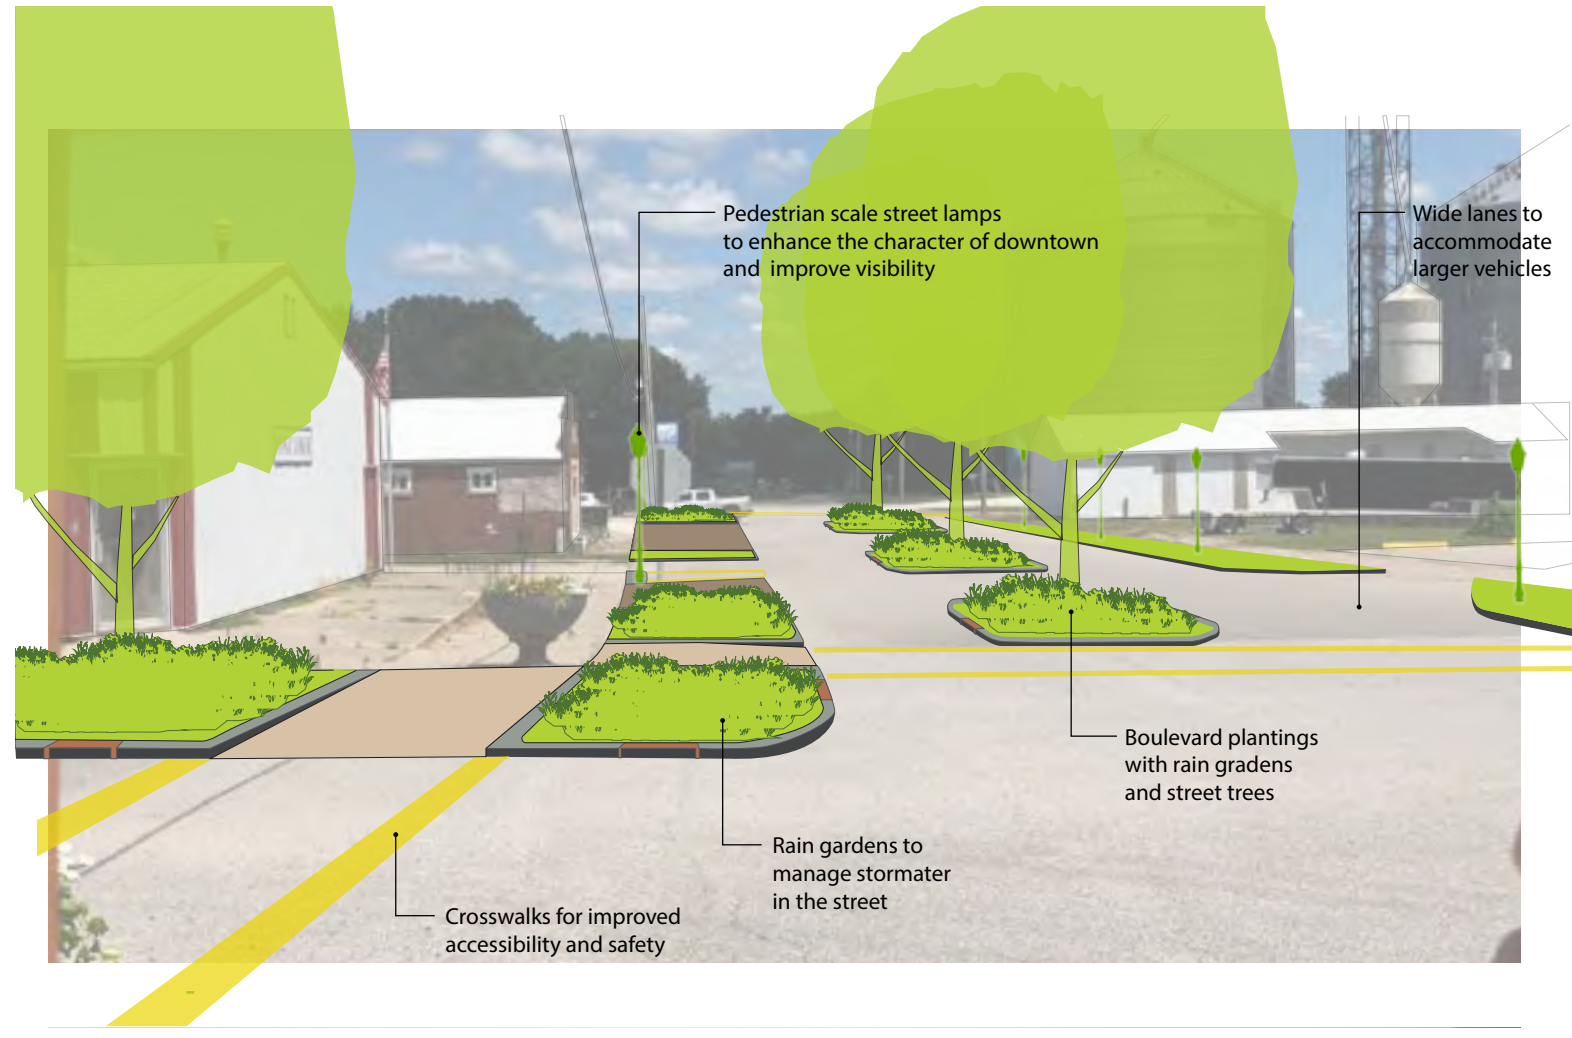 Pedestrian scale street lamps
to enhance the character of downtown
and improve visibility
Wide lanes to
accommodate
larger vehicles
Boulevard plantings
with rain gradens
and street trees
Rain gardens to
manage stormater
in the street
Crosswalks for improved
accessibility and safety